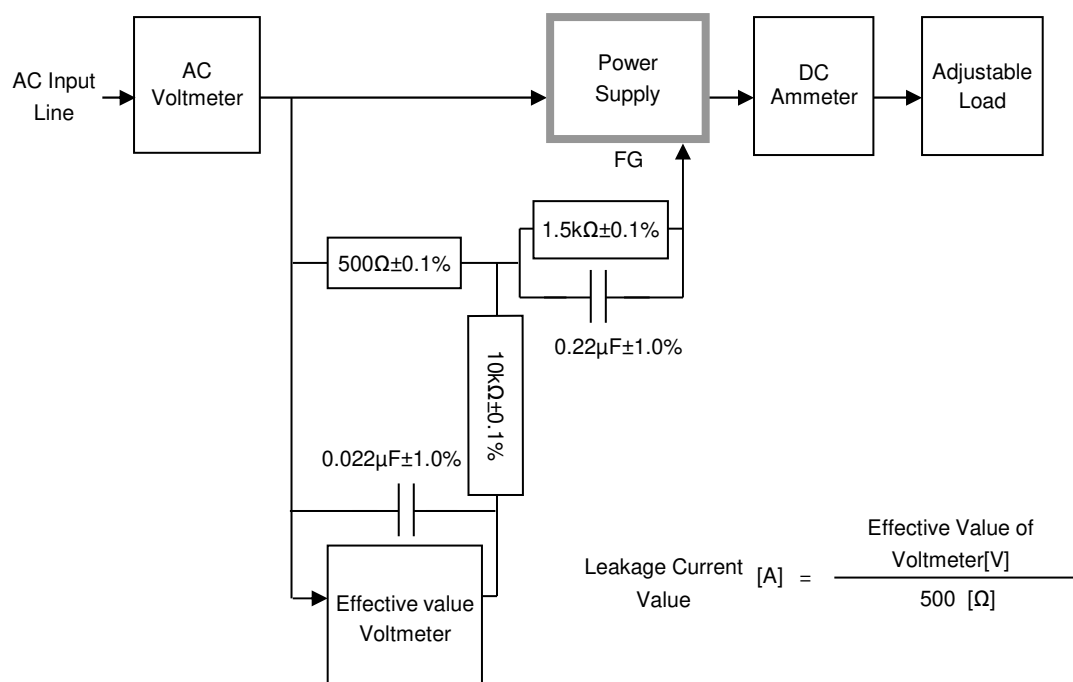 AC Input
Line
AC
Voltmeter
Power
Supply
DC
Ammeter
Adjustable
Load
FG
1.5kΩ±0.1%
500Ω±0.1%
0.22µF±1.0%
10kΩ±0.1%
0.022µF±1.0%
Effective value
Voltmeter
Leakage Current
Value
[A] =
Effective Value of
Voltmeter[V]
500 [Ω]